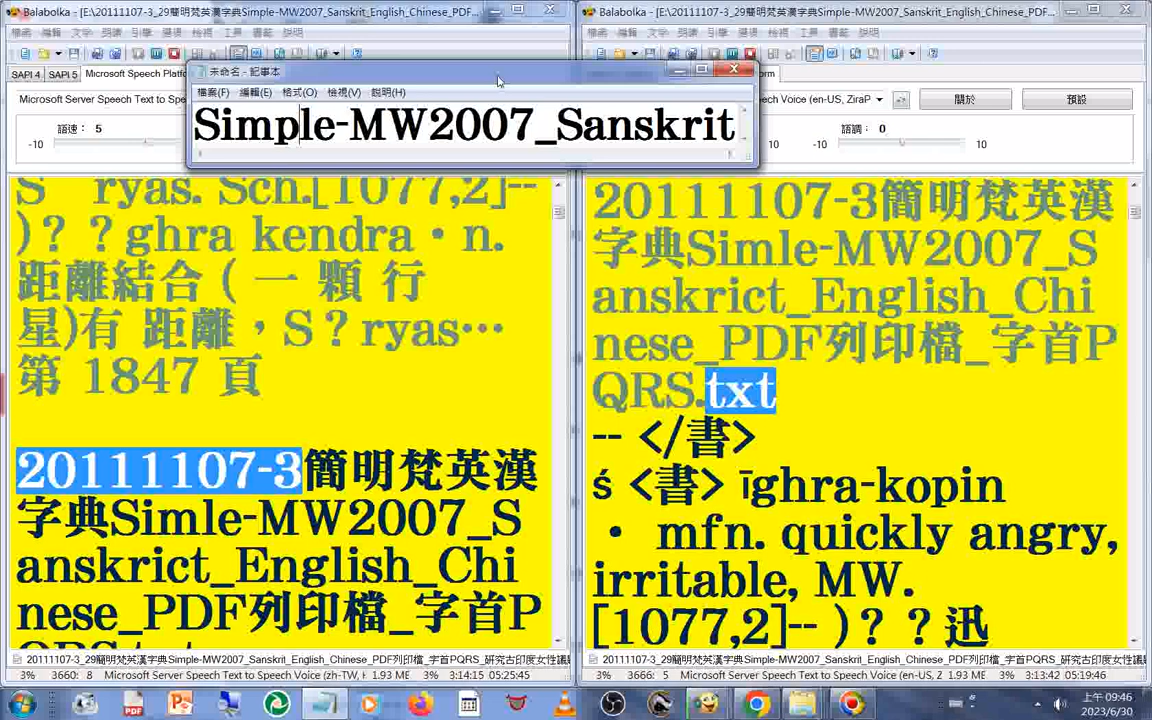 Balabolka - [E:\20111107-3_29簡明梵英漢字典Simple-MW2007_Sanskrit_English_Chinese_PDF...
Balabolka - [E:\20111107-3_29簡明梵英漢字典Simple-MW2007_Sanskrit_English_Chinese_PDF...
SAPI 4 SAPI 5 Microsoft Speech Platf
未命名 - 記事本
檔案(F) 編輯(E) 格式(O) 檢視(V) 說明(H)
Simple-MW2007_Sanskrit
Microsoft Server Speech Text to Spee
ech Voice (en-US, ZiraP
關於
預設
語速: 5
-10
語調: 0
10 -10 10
S ryas. Sch.[1077,2]--
)? ?ghra kendra • n.
距離結合 ( 一 顆 行
星)有 距離,S?ryas…
第 1847 頁
20111107-3簡明梵英漢
字典Simle-MW2007_S
anskrict_English_Chi
nese_PDF列印檔_字首P
20111107-3簡明梵英漢
字典Simle-MW2007_S
anskrict_English_Chi
nese_PDF列印檔_字首P
QRS.txt
-- </書>
ś <書> īghra-kopin
• mfn. quickly angry,
irritable, MW.
[1077,2]-- )? ?迅
20111107-3_29簡明梵英漢字典Simple-MW2007_Sanskrit_English_Chinese_PDF列印檔_字首PQRS_研究古印度女性議
20111107-3_29簡明梵英漢字典Simple-MW2007_Sanskrit_English_Chinese_PDF列印檔_字首PQRS_研究古印度女性議
3% 3660: 8 Microsoft Server Speech Text to Speech Voice (zh-TW, H 1.93 ME 3% 3:14:15 05:25:45
3% 3666: 5 Microsoft Server Speech Text to Speech Voice (en-US, Z 1.93 ME 3% 3:13:42 05:19:46
上午 09:46
2023/6/30